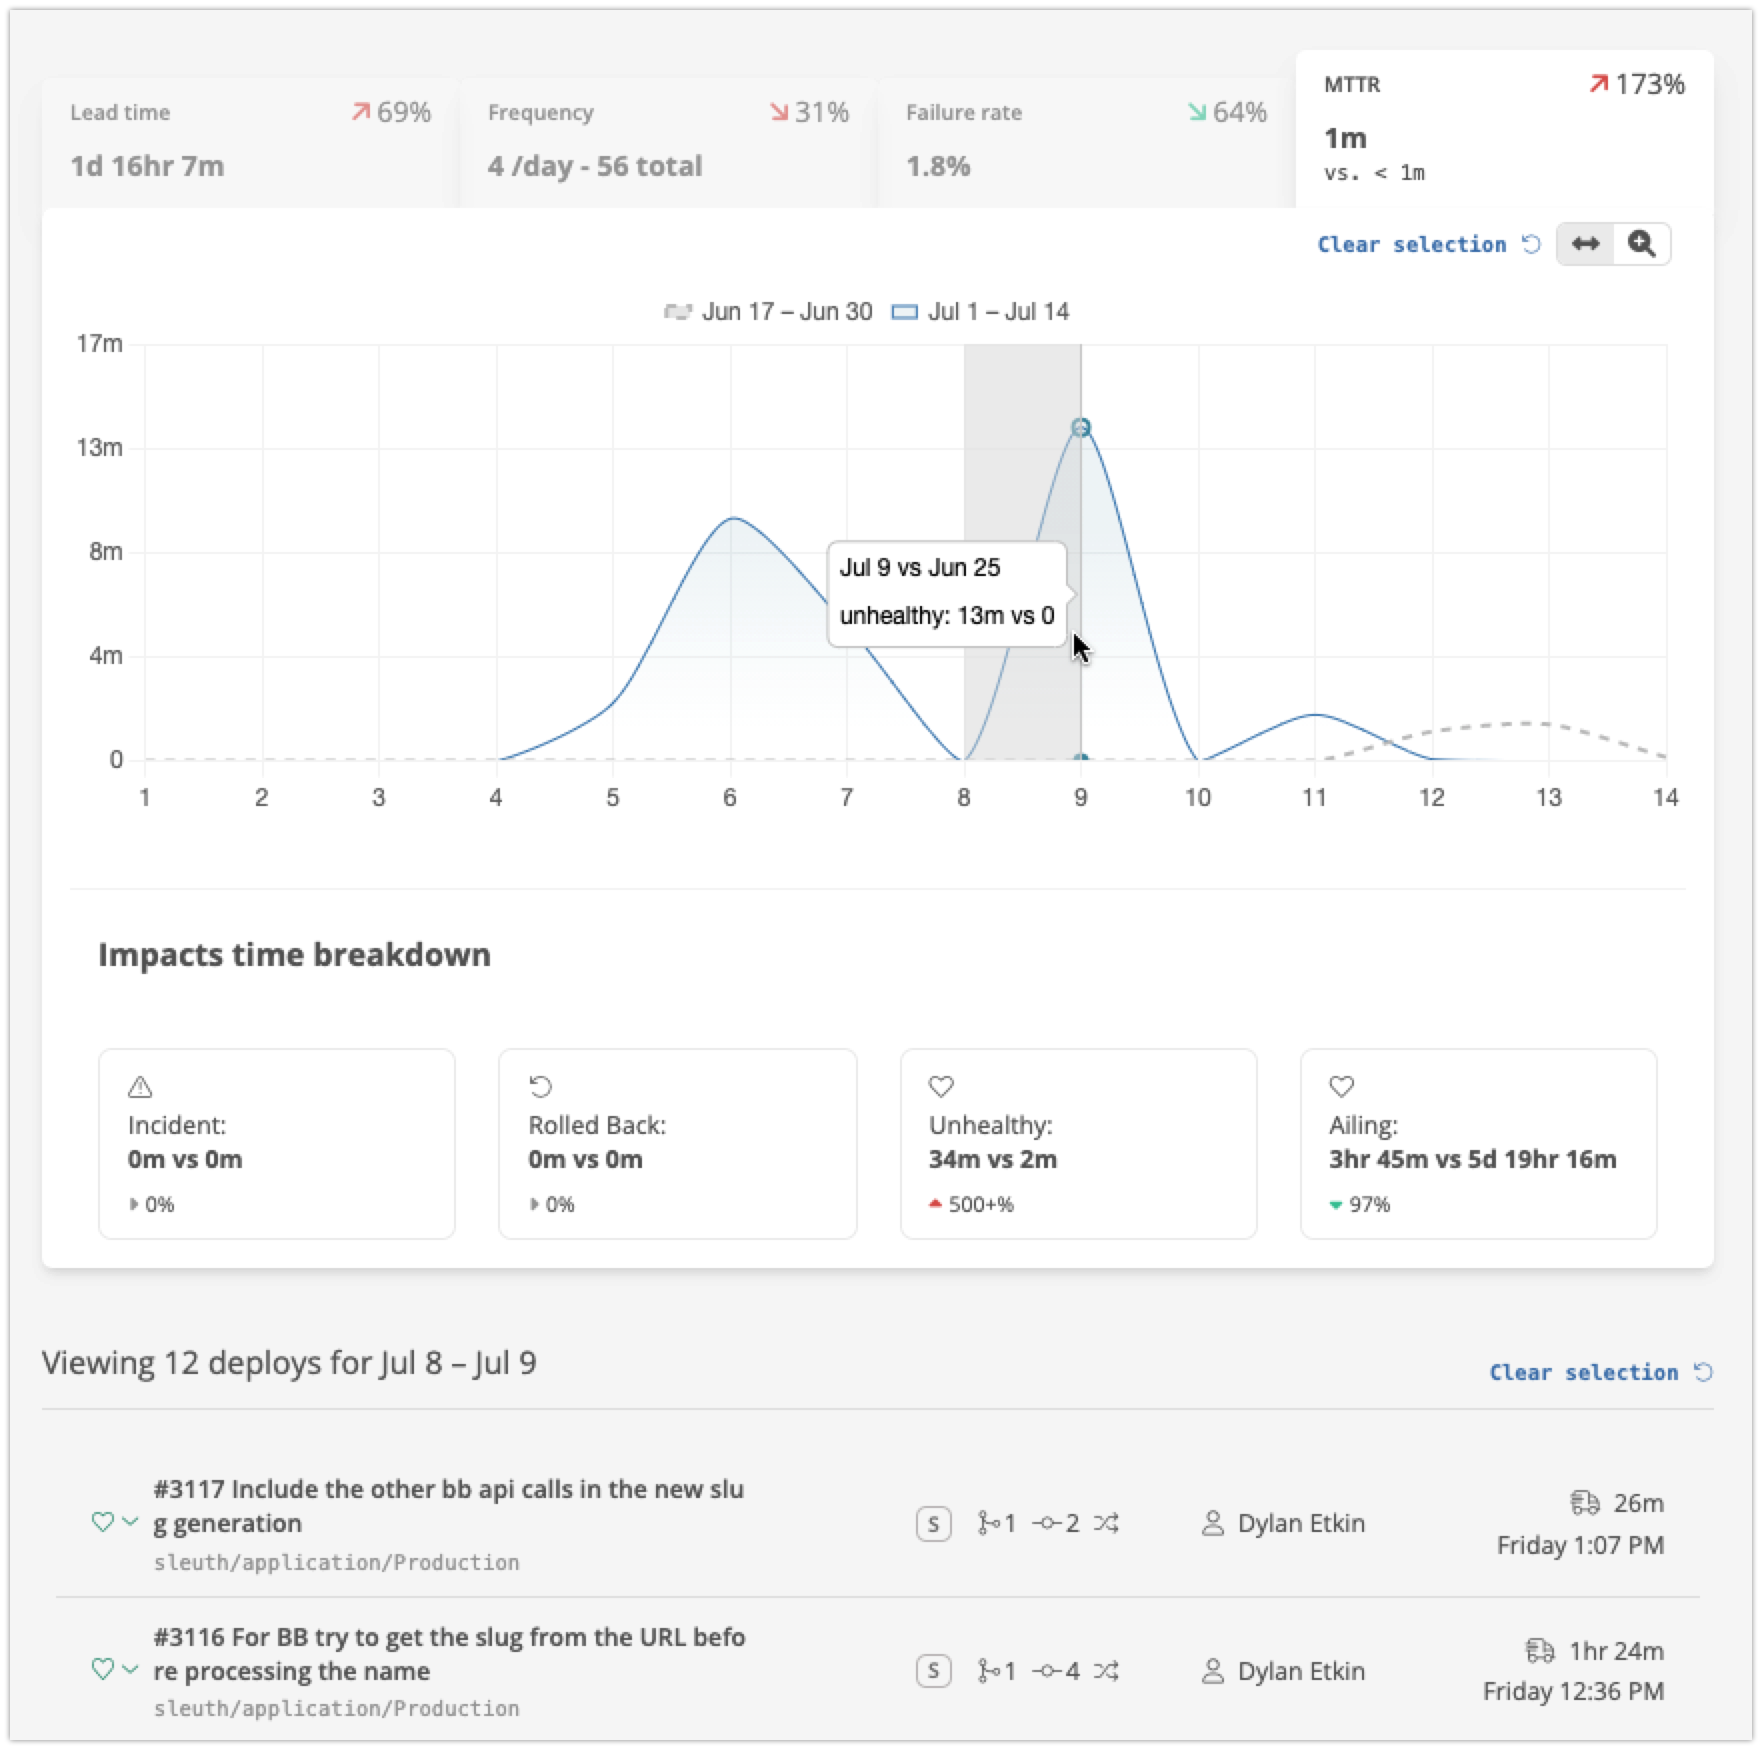 Lead time
69%
1d 16hr 7m
Frequency
31%
4 /day - 56 total
Failure rate
64%
1.8%
MTTR
173%
1m
vs. < 1m
Clear selection
Jun 17 – Jun 30
Jul 1 – Jul 14
17m
13m
8m
4m
0
Jul 9 vs Jun 25
unhealthy: 13m vs 0
1 2 3 4 5 6 7 8 9 10 11 12 13 14
Impacts time breakdown
Incident:
0m vs 0m
0%
Rolled Back:
0m vs 0m
0%
Unhealthy:
34m vs 2m
500+%
Ailing:
3hr 45m vs 5d 19hr 16m
97%
Viewing 12 deploys for Jul 8 – Jul 9
Clear selection
#3117 Include the other bb api calls in the new slu
g generation
sleuth/application/Production
S 1 2
Dylan Etkin
26m
Friday 1:07 PM
#3116 For BB try to get the slug from the URL befo
re processing the name
sleuth/application/Production
S 1 4
Dylan Etkin
1hr 24m
Friday 12:36 PM